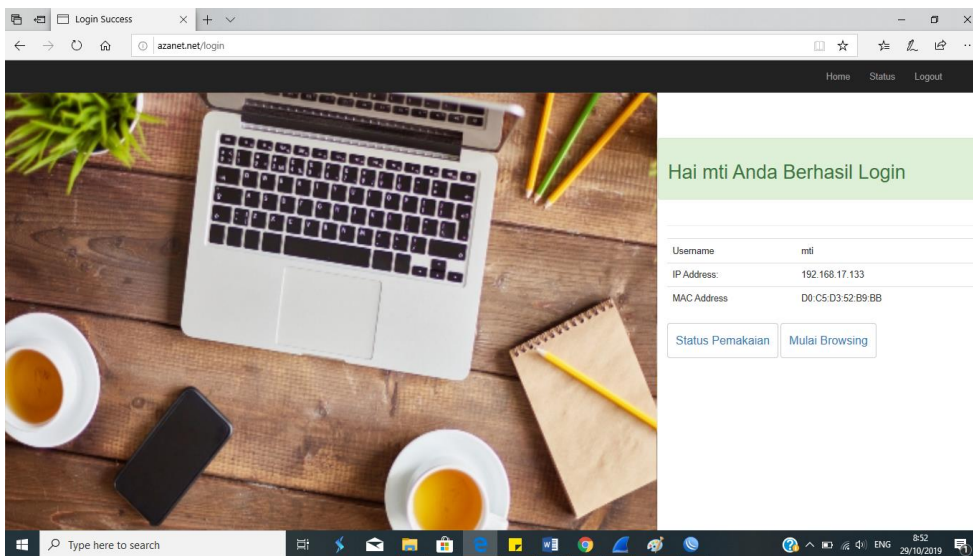 Login Success
azanet.net/login
Home Status Logout
Hai mti Anda Berhasil Login
Username mti
IP Address: 192.168.17.133
MAC Address D0:C5:D3:52:B9:BB
Status Pemakaian Mulai Browsing
Type here to search
ENG
8:52
29/10/2019